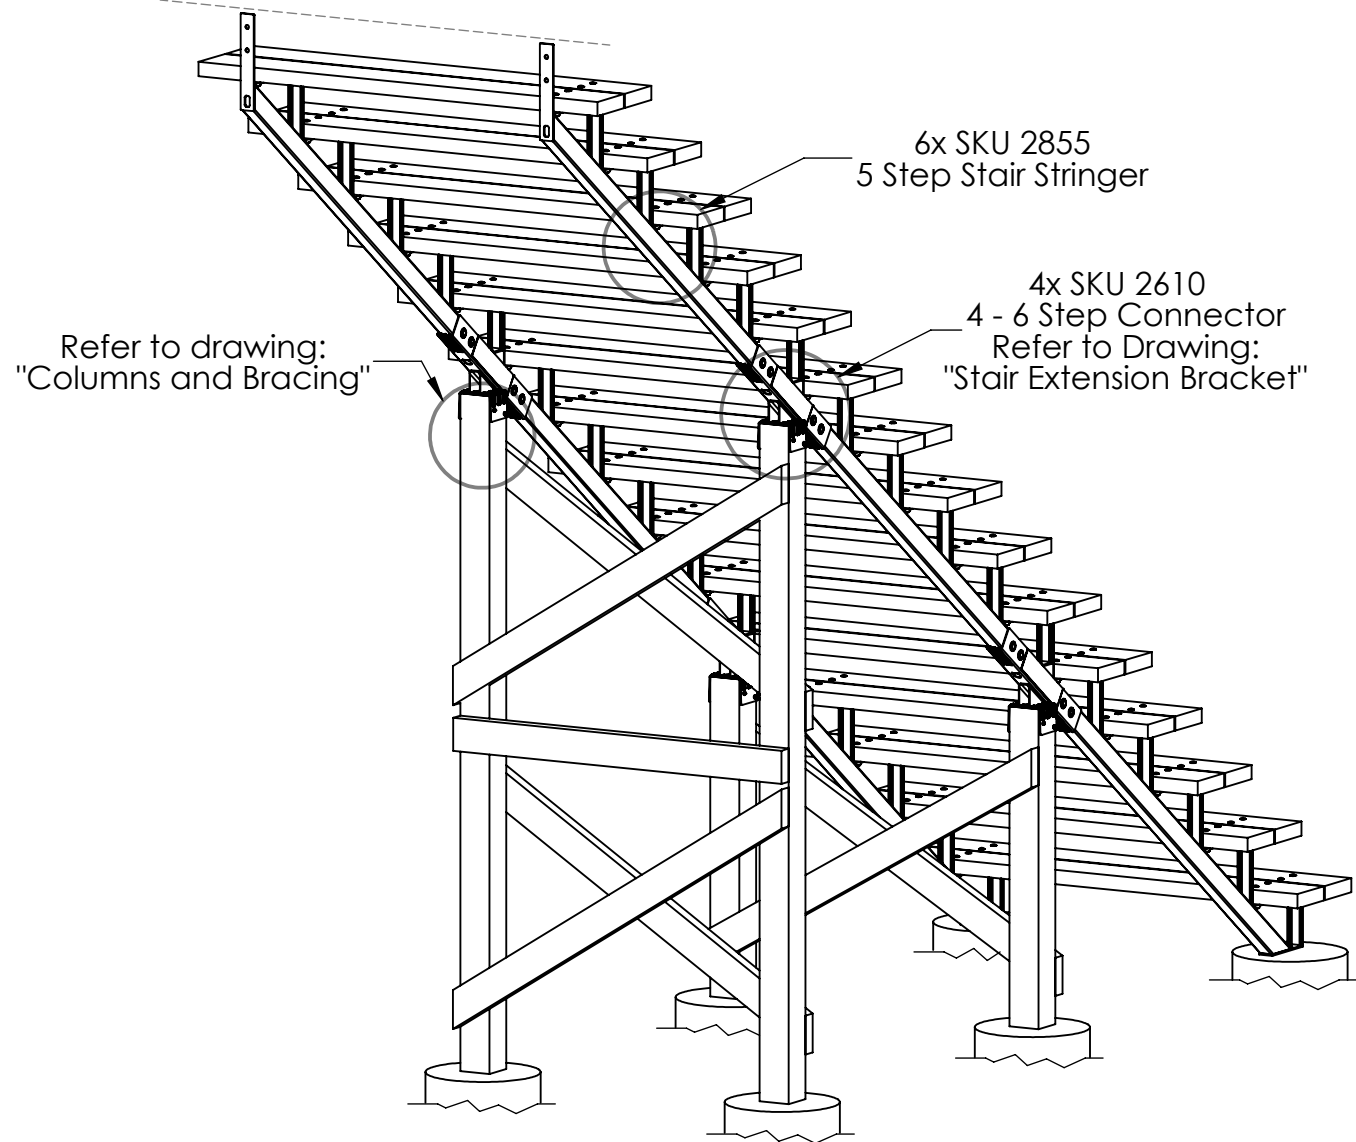 6x SKU 2855
5 Step Stair Stringer
4x SKU 2610
4 - 6 Step Connector
Refer to Drawing:
"Stair Extension Bracket"
Refer to drawing:
"Columns and Bracing"